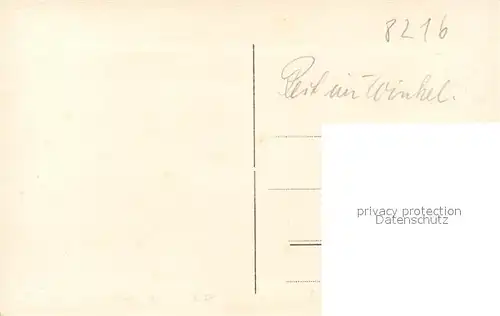 8216
Reit im Winkel.
privacy protection
Datenschutz